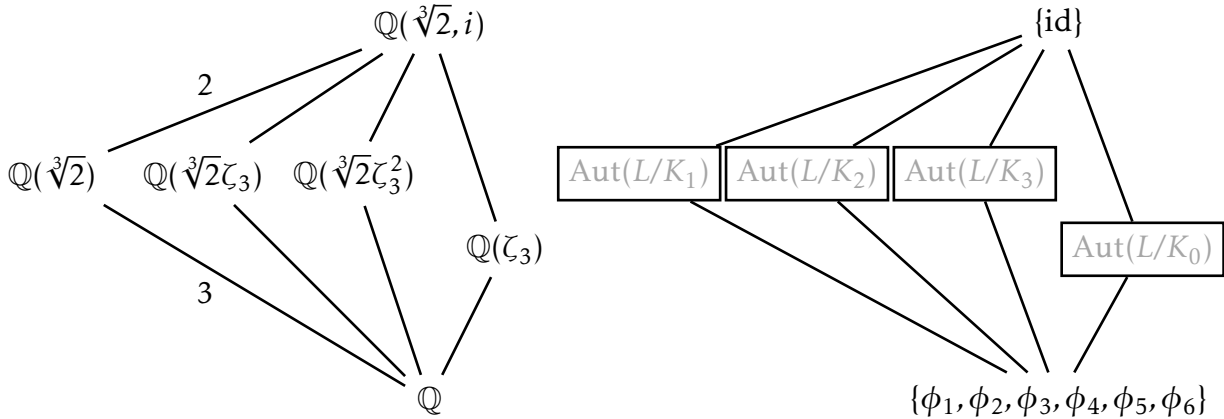 ℚ(∛2, i)
{id}
2
ℚ(∛2)
ℚ(∛2ζ₃)
ℚ(∛2ζ₃²)
Aut(L/K₁)
Aut(L/K₂)
Aut(L/K₃)
ℚ(ζ₃)
Aut(L/K₀)
3
ℚ
{ϕ₁, ϕ₂, ϕ₃, ϕ₄, ϕ₅, ϕ₆}